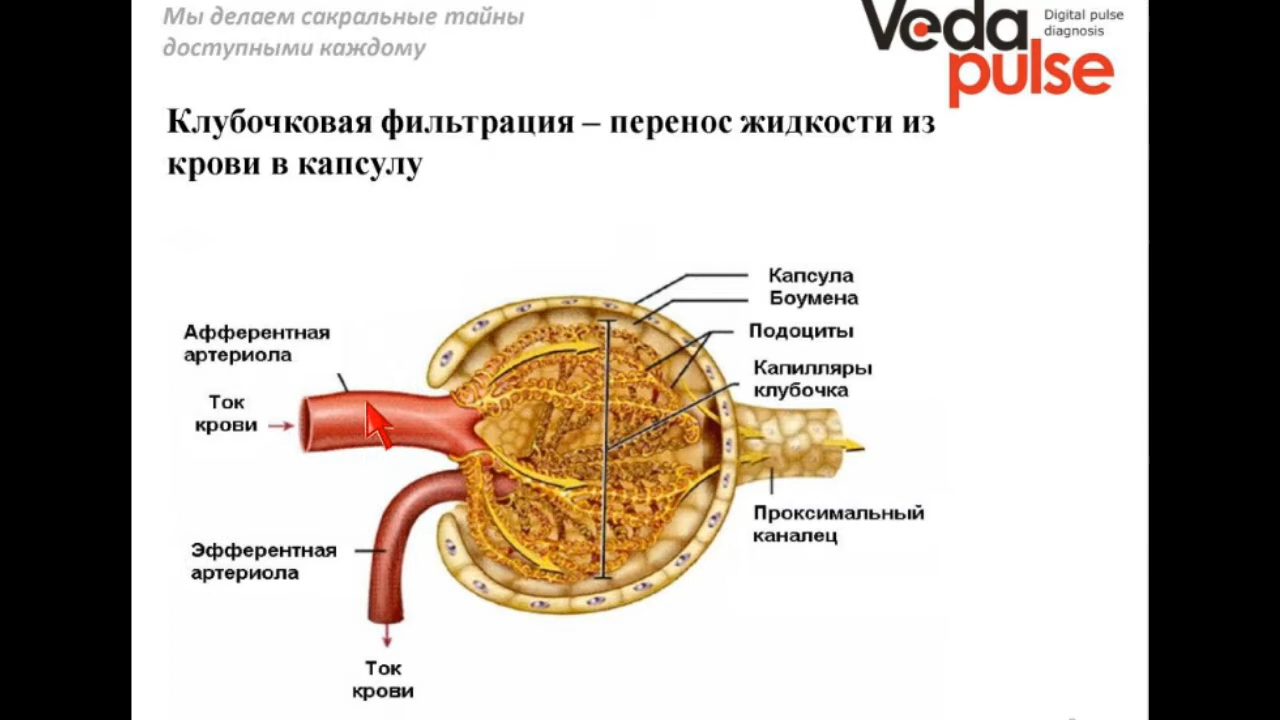 Мы делаем сакральные тайны
доступными каждому
Veda
pulse
Digital pulse
diagnosis
Клубочковая фильтрация – перенос жидкости из
крови в капсулу
Капсула
Боумена
Подоциты
Капилляры
клубочка
Афферентная
артериола
Ток
крови
Проксимальный
каналец
Эфферентная
артериола
Ток
крови